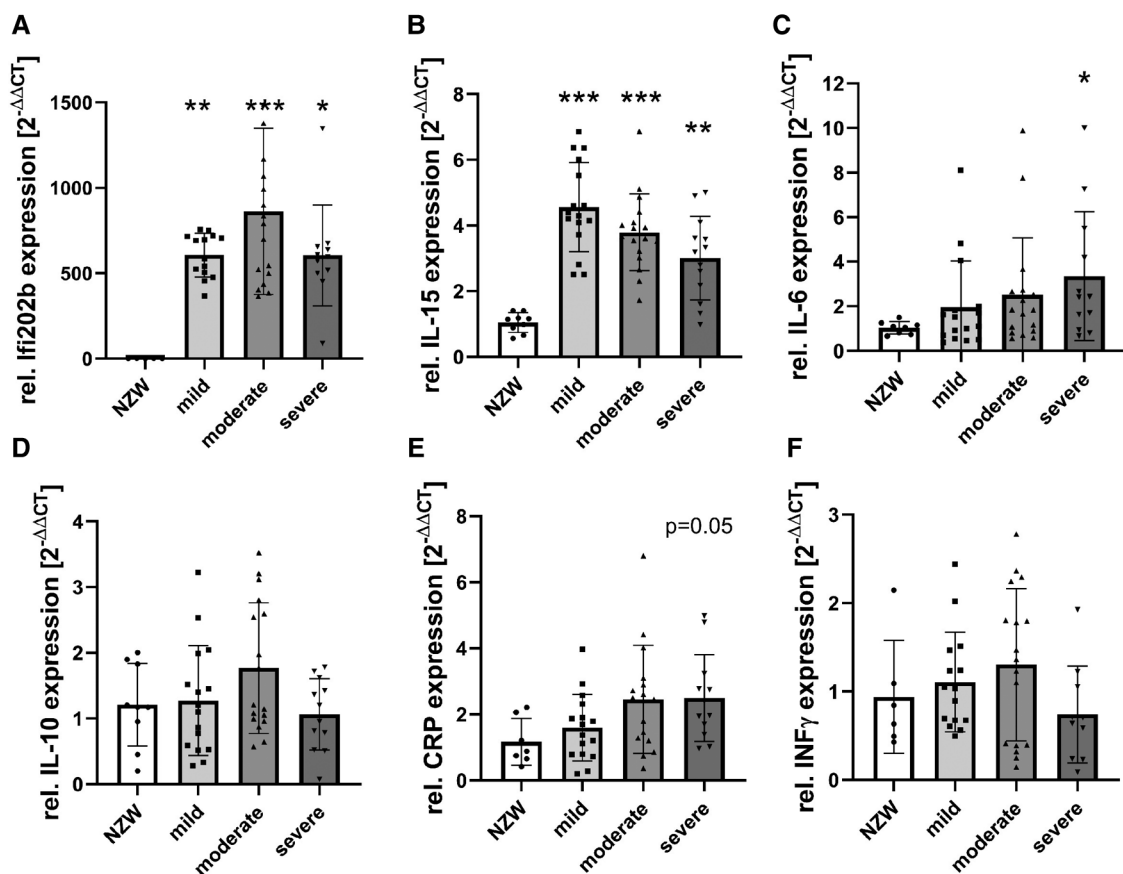 A
rel. Ifi202b expression [2^-ΔΔCT]
1500
1000
500
0
**
***
*
NZW
mild
moderate
severe
B
rel. IL-15 expression [2^-ΔΔCT]
8
6
4
2
0
***
***
**
NZW
mild
moderate
severe
C
rel. IL-6 expression [2^-ΔΔCT]
12
10
8
6
4
2
0
*
NZW
mild
moderate
severe
D
rel. IL-10 expression [2^-ΔΔCT]
4
3
2
1
0
NZW
mild
moderate
severe
E
rel. CRP expression [2^-ΔΔCT]
8
6
4
2
0
p=0.05
NZW
mild
moderate
severe
F
rel. INFγ expression [2^-ΔΔCT]
3
2
1
0
NZW
mild
moderate
severe